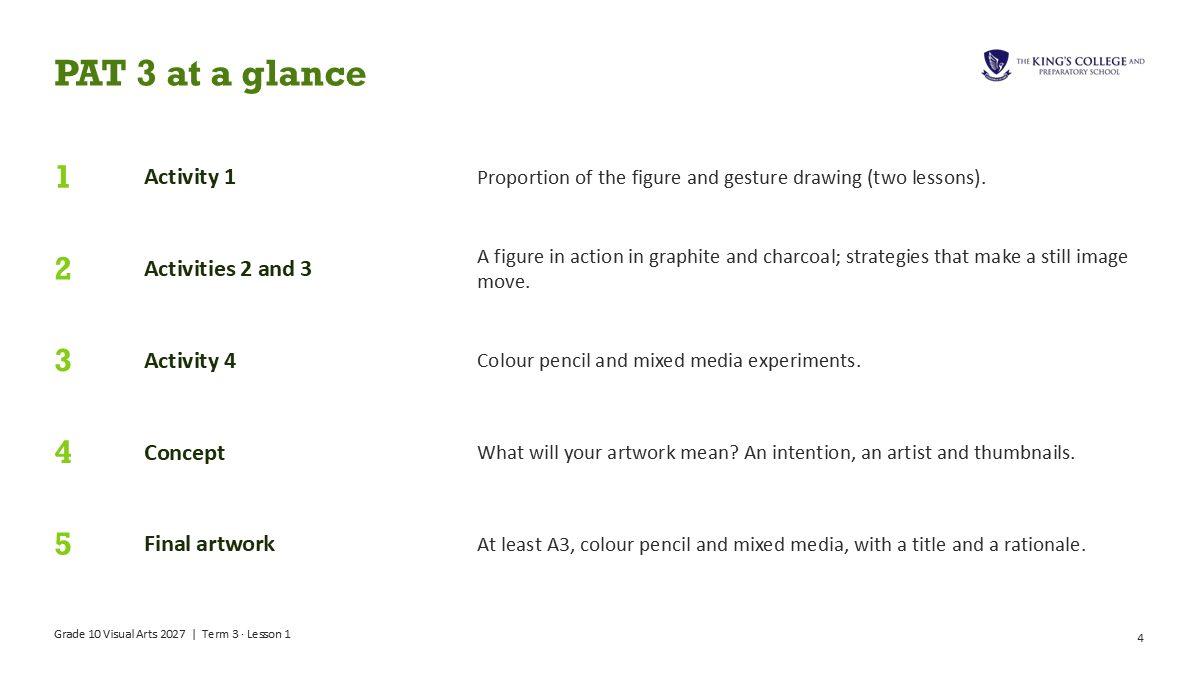 PAT 3 at a glance
THE KING'S COLLEGE AND
PREPARATORY SCHOOL
1
Activity 1
Proportion of the figure and gesture drawing (two lessons).
2
Activities 2 and 3
A figure in action in graphite and charcoal; strategies that make a still image
move.
3
Activity 4
Colour pencil and mixed media experiments.
4
Concept
What will your artwork mean? An intention, an artist and thumbnails.
5
Final artwork
At least A3, colour pencil and mixed media, with a title and a rationale.
Grade 10 Visual Arts 2027 | Term 3 · Lesson 1
4